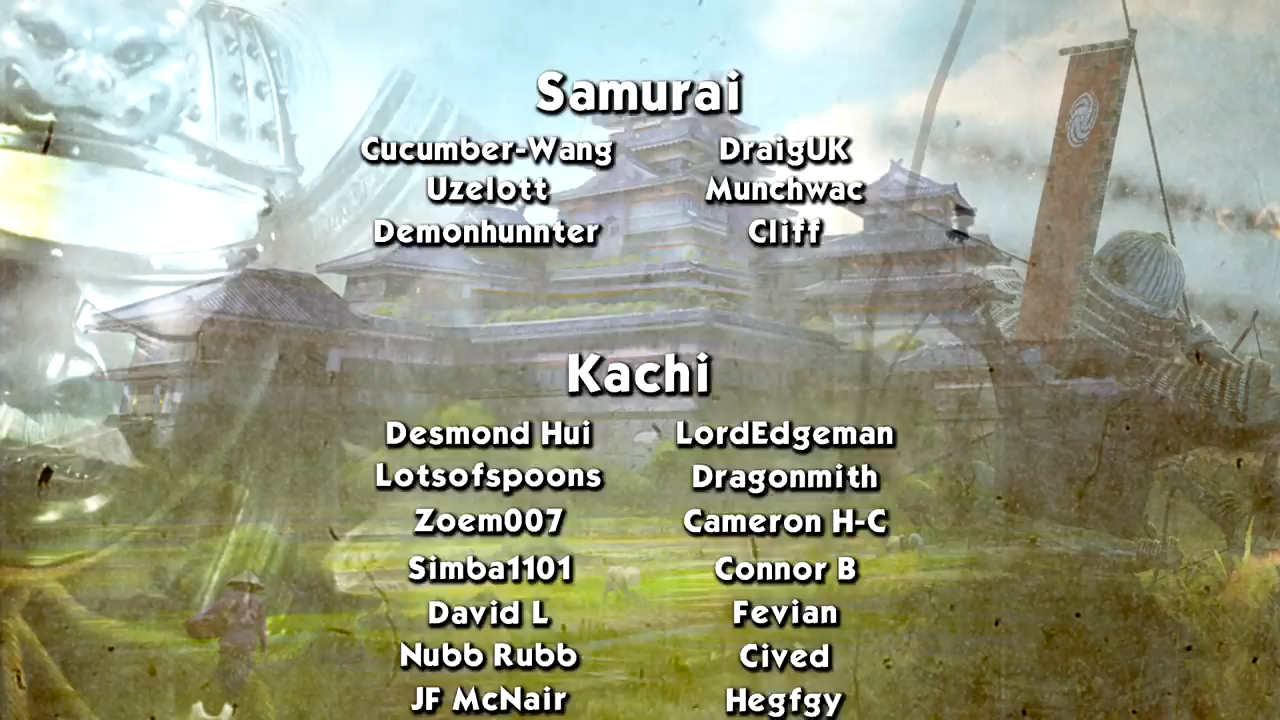 Samurai
Cucumber-Wang DraigUK
Uzelott Munchwac
Demonhunnter Cliff
Kachi
Desmond Hui LordEdgeman
Lotsofspoons Dragonmith
Zoem007 Cameron H-C
Simba1101 Connor B
David L Fevian
Nubb Rubb Cived
JF McNair Hegfgy